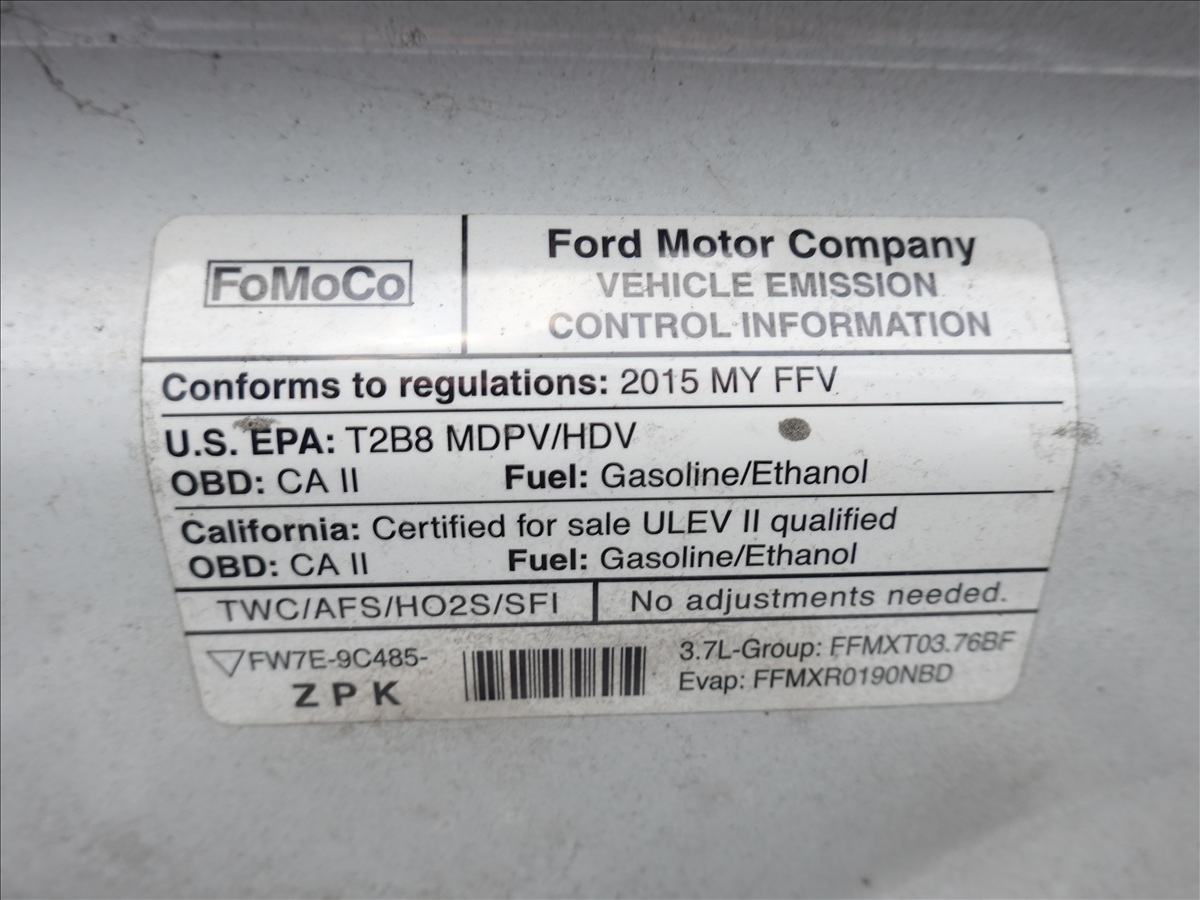 FoMoCo
Ford Motor Company
VEHICLE EMISSION
CONTROL INFORMATION
Conforms to regulations: 2015 MY FFV
U.S. EPA: T2B8 MDPV/HDV
OBD: CA II Fuel: Gasoline/Ethanol
California: Certified for sale ULEV II qualified
OBD: CA II Fuel: Gasoline/Ethanol
TWC/AFS/HO2S/SFI No adjustments needed.
FW7E-9C485-
Z P K
3.7L-Group: FFMXT03.76BF
Evap: FFMXR0190NBD